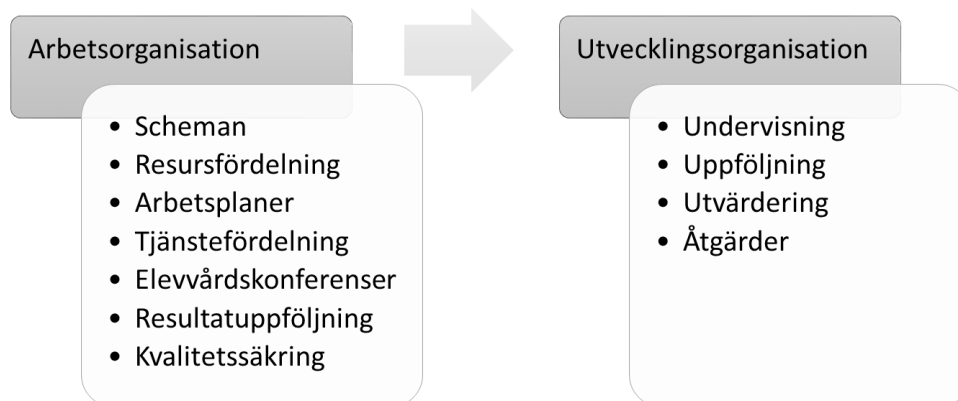 Arbetsorganisation
• Scheman
• Resursfördelning
• Arbetsplaner
• Tjänstefördelning
• Elevvårdskonferenser
• Resultatuppföljning
• Kvalitetssäkring
Utvecklingsorganisation
• Undervisning
• Uppföljning
• Utvärdering
• Åtgärder